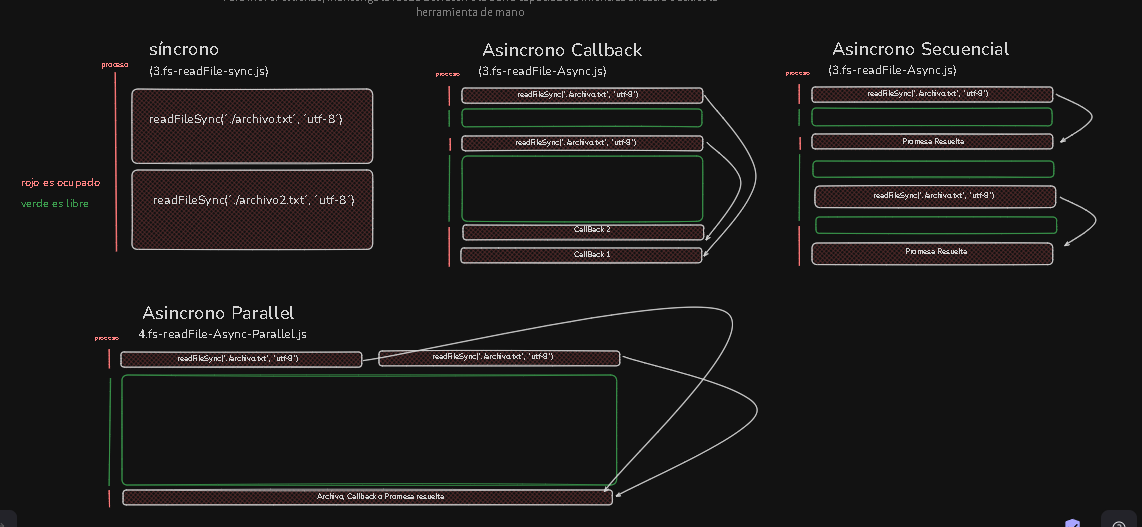 herramienta de mano
síncrono
(3.fs-readFile-sync.js)
proceso
readFileSync(´./archivo.txt´, ´utf-8´)
readFileSync(´./archivo2.txt´, ´utf-8´)
rojo es ocupado
verde es libre
Asincrono Callback
(3.fs-readFile-Async.js)
proceso
readFileSync(´./archivo.txt´, ´utf-8´)
readFileSync(´./archivo.txt´, ´utf-8´)
CallBack 2
CallBack 1
Asincrono Secuencial
(3.fs-readFile-Async.js)
proceso
readFileSync(´./archivo.txt´, ´utf-8´)
Promesa Resuelta
readFileSync(´./archivo.txt´, ´utf-8´)
Promesa Resuelta
Asincrono Parallel
4.fs-readFile-Async-Parallel.js
proceso
readFileSync(´./archivo.txt´, ´utf-8´)
readFileSync(´./archivo.txt´, ´utf-8´)
Archivo, Callback o Promesa resuelta